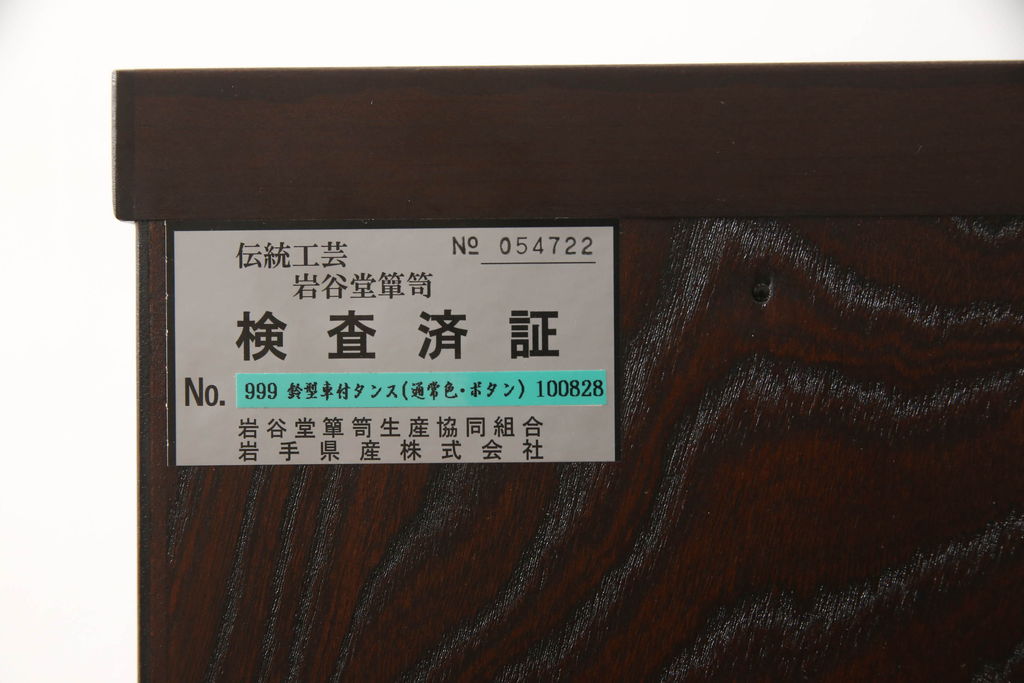 伝統工芸 № 054722
岩谷堂簞笥
検査済証
No. 999 鈴型車付タンス(通常色・ボタン) 100828
岩谷堂簞笥生産協同組合
岩手県産株式会社